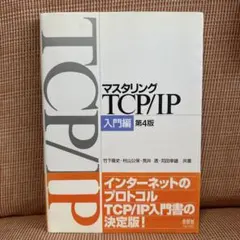 TCP/IP
マスタリング
TCP/IP
入門編 第4版
竹下隆史・村山公保・荒井 透・苅田幸雄 共著
インターネットの
プロトコル
TCP/IP入門書の
決定版!